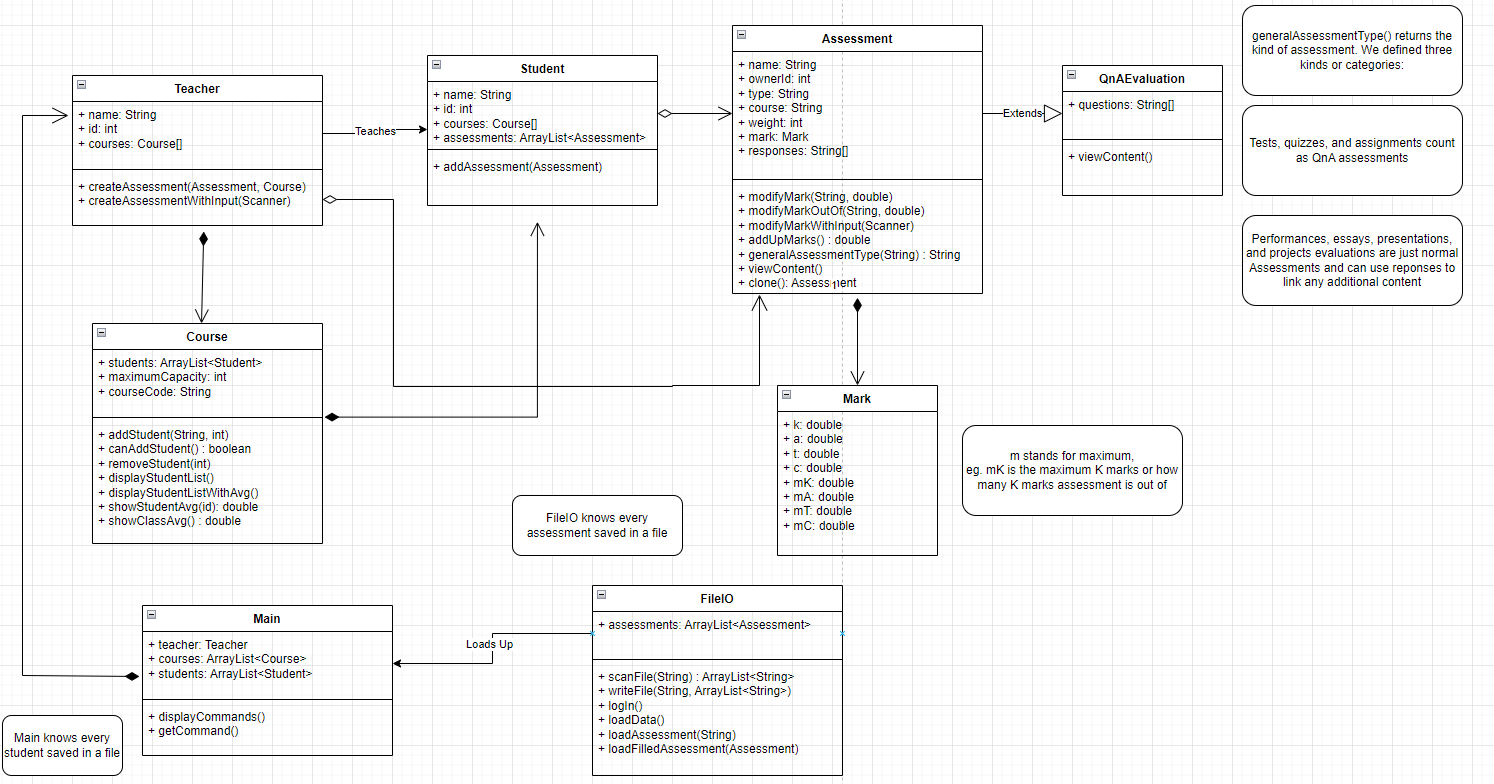 Teacher
+ name: String
+ id: int
+ courses: Course[]
+ createAssessment(Assessment, Course)
+ createAssessmentWithInput(Scanner)
Teaches
Student
+ name: String
+ id: int
+ courses: Course[]
+ assessments: ArrayList<Assessment>
+ addAssessment(Assessment)
Assessment
+ name: String
+ ownerId: int
+ type: String
+ course: String
+ weight: int
+ mark: Mark
+ responses: String[]
+ modifyMark(String, double)
+ modifyMarkOutOf(String, double)
+ modifyMarkWithInput(Scanner)
+ addUpMarks() : double
+ generalAssessmentType(String) : String
+ viewContent()
+ clone(): Assessment
1
Extends
QnAEvaluation
+ questions: String[]
+ viewContent()
generalAssessmentType() returns the
kind of assessment. We defined three
kinds or categories:
Tests, quizzes, and assignments count
as QnA assessments
Performances, essays, presentations,
and projects evaluations are just normal
Assessments and can use reponses to
link any additional content
Course
+ students: ArrayList<Student>
+ maximumCapacity: int
+ courseCode: String
+ addStudent(String, int)
+ canAddStudent() : boolean
+ removeStudent(int)
+ displayStudentList()
+ displayStudentListWithAvg()
+ showStudentAvg(id): double
+ showClassAvg() : double
Mark
+ k: double
+ a: double
+ t: double
+ c: double
+ mK: double
+ mA: double
+ mT: double
+ mC: double
m stands for maximum,
eg. mK is the maximum K marks or how
many K marks assessment is out of
FileIO knows every
assessment saved in a file
Main
+ teacher: Teacher
+ courses: ArrayList<Course>
+ students: ArrayList<Student>
+ displayCommands()
+ getCommand()
Loads Up
FileIO
+ assessments: ArrayList<Assessment>
+ scanFile(String) : ArrayList<String>
+ writeFile(String, ArrayList<String>)
+ logIn()
+ loadData()
+ loadAssessment(String)
+ loadFilledAssessment(Assessment)
Main knows every
student saved in a file